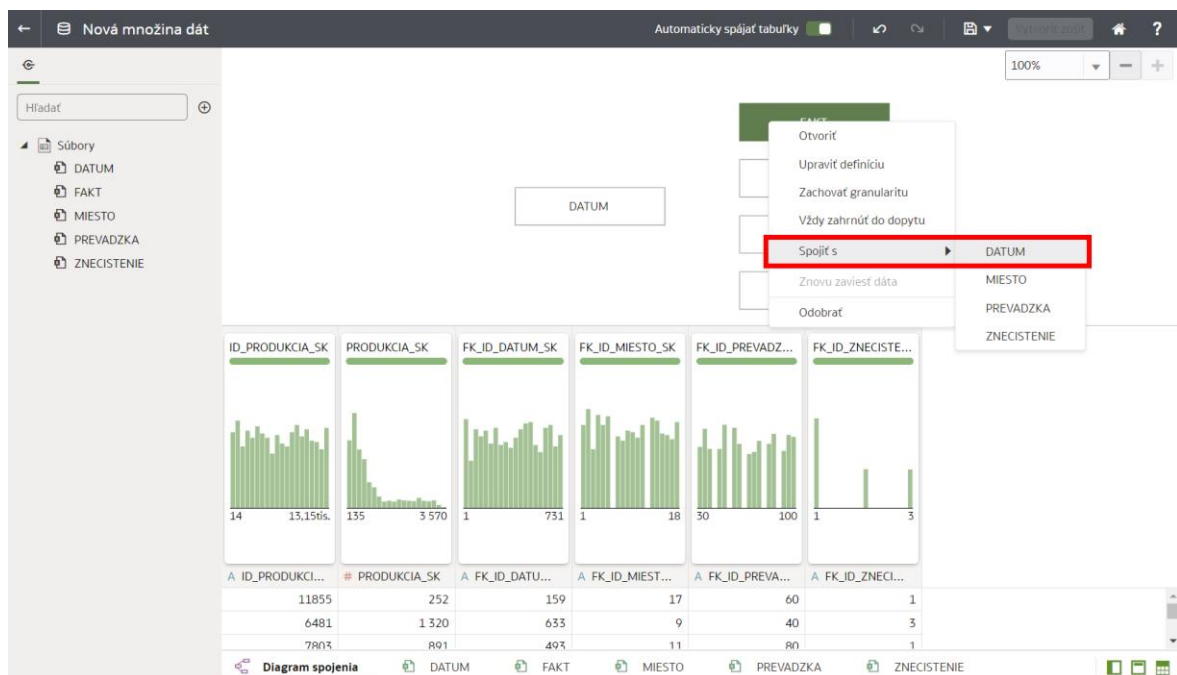 Nová množina dát
Automaticky spájať tabuľky
Vytvoriť zošit
?
100%
Hľadať
Súbory
DATUM
FAKT
MIESTO
PREVADZKA
ZNECISTENIE
DATUM
FAKT
Otvoriť
Upraviť definíciu
Zachovať granularitu
Vždy zahrnúť do dopytu
Spojiť s
Znovu zaviesť dáta
Odobrať
DATUM
MIESTO
PREVADZKA
ZNECISTENIE
ID_PRODUKCIA_SK PRODUKCIA_SK FK_ID_DATUM_SK FK_ID_MIESTO_SK FK_ID_PREVADZ... FK_ID_ZNECISTE...
14 13,15tis. 135 3 570 1 731 1 18 30 100 1 3
A ID_PRODUKCI... # PRODUKCIA_SK A FK_ID_DATU... A FK_ID_MIEST... A FK_ID_PREVA... A FK_ID_ZNECI...
11855 252 159 17 60 1
6481 1 320 633 9 40 3
7803 891 493 11 80 1
Diagram spojenia DATUM FAKT MIESTO PREVADZKA ZNECISTENIE